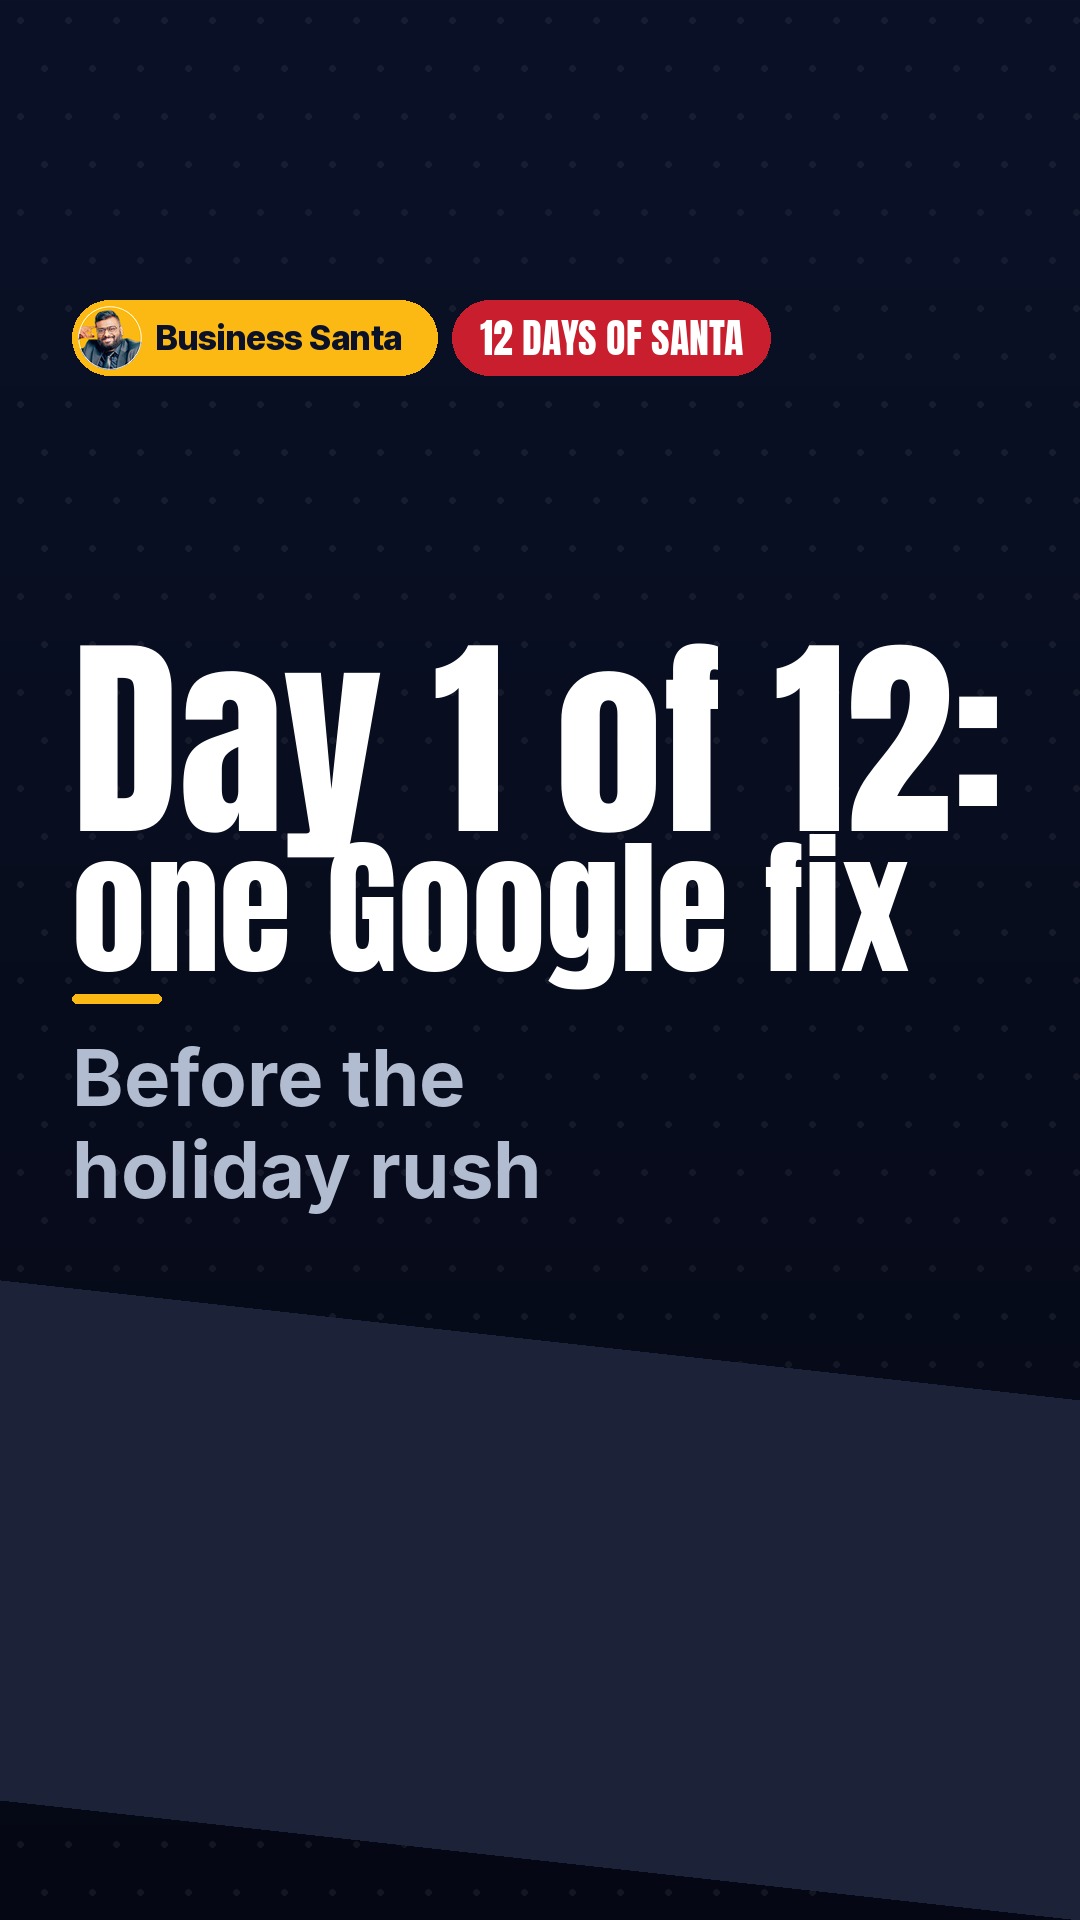 Business Santa
12 DAYS OF SANTA
Day 1 of 12:
one Google fix
Before the
holiday rush